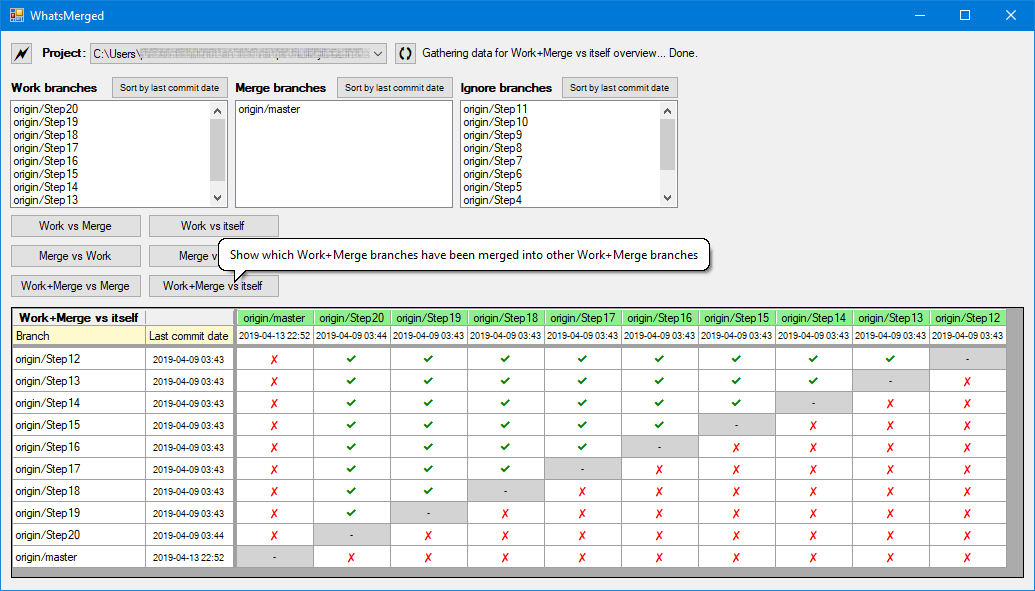 WhatsMerged
Project: C:\Users\ Gathering data for Work+Merge vs itself overview... Done.
Work branches Sort by last commit date Merge branches Sort by last commit date Ignore branches Sort by last commit date
origin/Step20 origin/master origin/Step11
origin/Step19 origin/Step10
origin/Step18 origin/Step9
origin/Step17 origin/Step8
origin/Step16 origin/Step7
origin/Step15 origin/Step6
origin/Step14 origin/Step5
origin/Step13 origin/Step4
Work vs Merge Work vs itself
Merge vs Work Merge v
Show which Work+Merge branches have been merged into other Work+Merge branches
Work+Merge vs Merge Work+Merge vs itself
Work+Merge vs itself origin/master origin/Step20 origin/Step19 origin/Step18 origin/Step17 origin/Step16 origin/Step15 origin/Step14 origin/Step13 origin/Step12
Branch Last commit date 2019-04-13 22:52 2019-04-09 03:44 2019-04-09 03:43 2019-04-09 03:43 2019-04-09 03:43 2019-04-09 03:43 2019-04-09 03:43 2019-04-09 03:43 2019-04-09 03:43 2019-04-09 03:43
origin/Step12 2019-04-09 03:43 ✗ ✓ ✓ ✓ ✓ ✓ ✓ ✓ ✓ -
origin/Step13 2019-04-09 03:43 ✗ ✓ ✓ ✓ ✓ ✓ ✓ ✓ - ✗
origin/Step14 2019-04-09 03:43 ✗ ✓ ✓ ✓ ✓ ✓ ✓ - ✗ ✗
origin/Step15 2019-04-09 03:43 ✗ ✓ ✓ ✓ ✓ ✓ - ✗ ✗ ✗
origin/Step16 2019-04-09 03:43 ✗ ✓ ✓ ✓ ✓ - ✗ ✗ ✗ ✗
origin/Step17 2019-04-09 03:43 ✗ ✓ ✓ ✓ - ✗ ✗ ✗ ✗ ✗
origin/Step18 2019-04-09 03:43 ✗ ✓ ✓ - ✗ ✗ ✗ ✗ ✗ ✗
origin/Step19 2019-04-09 03:43 ✗ ✓ - ✗ ✗ ✗ ✗ ✗ ✗ ✗
origin/Step20 2019-04-09 03:44 ✗ - ✗ ✗ ✗ ✗ ✗ ✗ ✗ ✗
origin/master 2019-04-13 22:52 - ✗ ✗ ✗ ✗ ✗ ✗ ✗ ✗ ✗